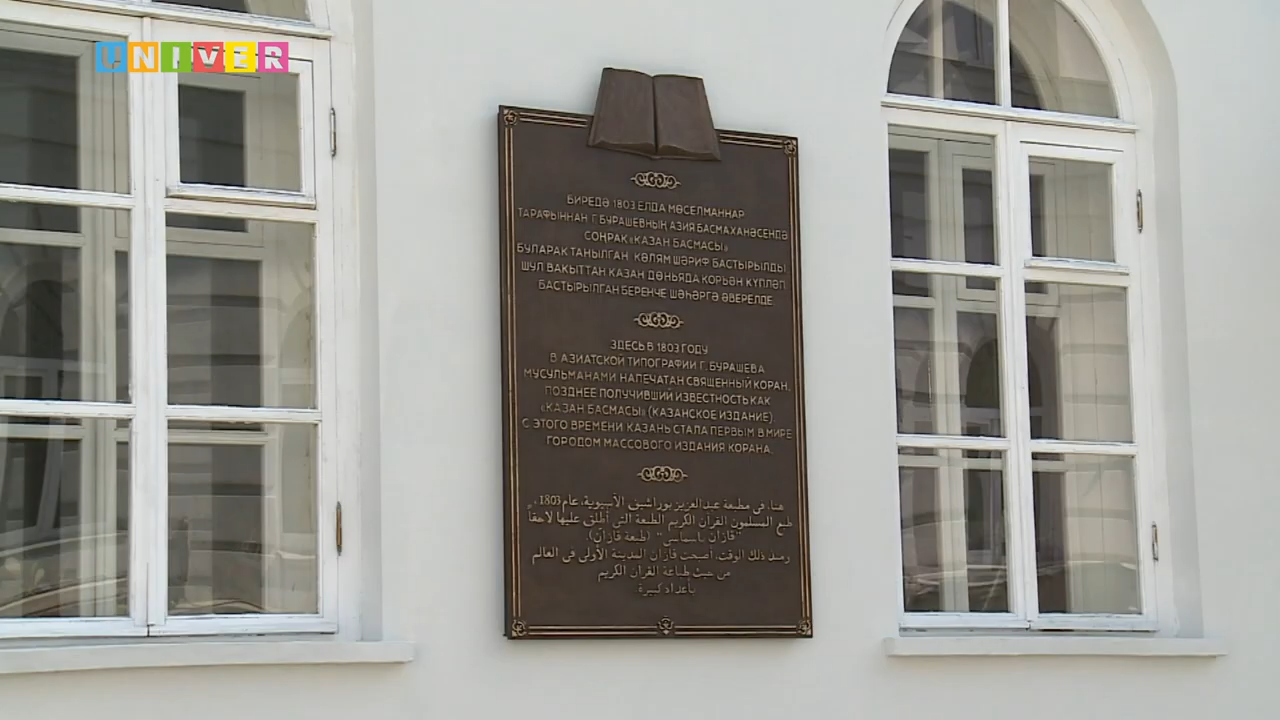 UNIVER
БИРЕДӘ 1803 ЕЛДА МӨСЕЛМАННАР
ТАРАФЫННАН Г. БУРАШЕВНЫҢ АЗИЯ БАСМАХАНӘСЕНДӘ
СОҢРАК «КАЗАН БАСМАСЫ»
БУЛАРАК ТАНЫЛГАН КӘЛЯМ ШӘРИФ БАСТЫРЫЛДЫ.
ШУЛ ВАКЫТТАН КАЗАН ДӨНЬЯДА КОРЬӘН КҮПЛӘП
БАСТЫРЫЛГАН БЕРЕНЧЕ ШӘҺӘРГӘ ӘВЕРЕЛДЕ
ЗДЕСЬ В 1803 ГОДУ
В АЗИАТСКОЙ ТИПОГРАФИИ Г. БУРАШЕВА
МУСУЛЬМАНАМИ НАПЕЧАТАН СВЯЩЕННЫЙ КОРАН,
ПОЗДНЕЕ ПОЛУЧИВШИЙ ИЗВЕСТНОСТЬ КАК
«КАЗАН БАСМАСЫ» (КАЗАНСКОЕ ИЗДАНИЕ).
С ЭТОГО ВРЕМЕНИ КАЗАНЬ СТАЛА ПЕРВЫМ В МИРЕ
ГОРОДОМ МАССОВОГО ИЗДАНИЯ КОРАНА.
هنا، في مطبعة عبدالعزيز بوراشيف الآسيوية، عام 1803،
طبع المسلمون القرآن الكريم الطبعة التي أطلق عليها لاحقاً
"قازان باسماسي" (طبعة قازان)
ومنذ ذلك الوقت، أصبحت قازان المدينة الأولى في العالم
من حيث طباعة القرآن الكريم
بأعداد كبيرة